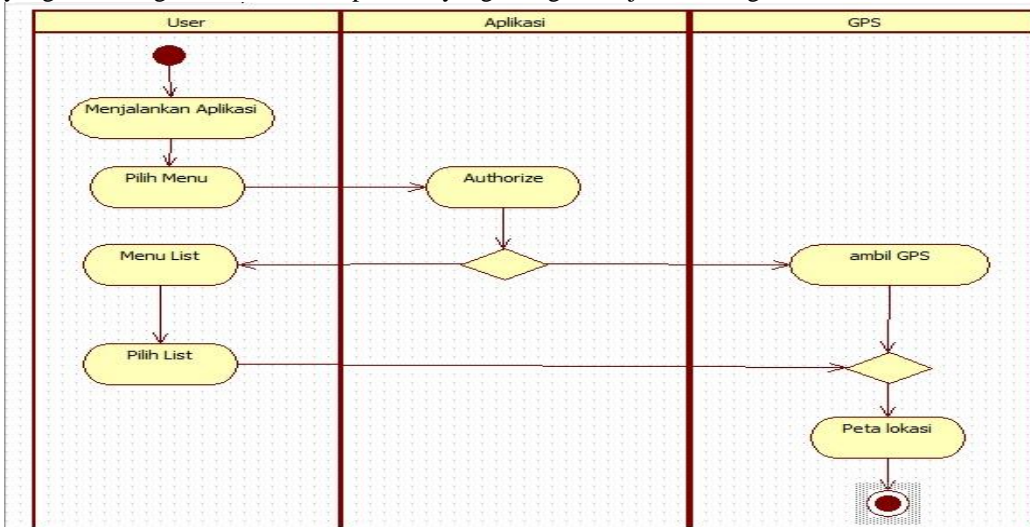 User
Aplikasi
GPS
Menjalankan Aplikasi
Pilih Menu
Authorize
Menu List
ambil GPS
Pilih List
Peta lokasi